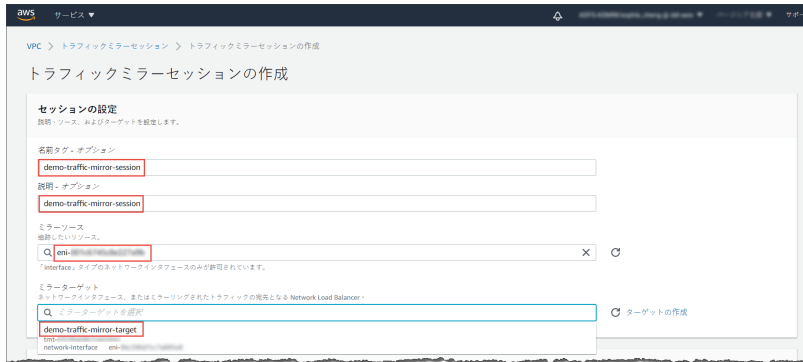 aws サービス ▼ サポー
VPC > トラフィックミラーセッション > トラフィックミラーセッションの作成
トラフィックミラーセッションの作成
セッションの設定
説明、ソース、およびターゲットを設定します。
名前タグ - オプション
demo-traffic-mirror-session
説明 - オプション
demo-traffic-mirror-session
ミラーソース
追跡したいリソース。
eni-
「interface」タイプのネットワークインタフェースのみが許可されています。
ミラーターゲット
ネットワークインタフェース、またはミラーリングされたトラフィックの宛先となる Network Load Balancer。
ミラーターゲットを選択
ターゲットの作成
demo-traffic-mirror-target
tmt-
network-interface eni-